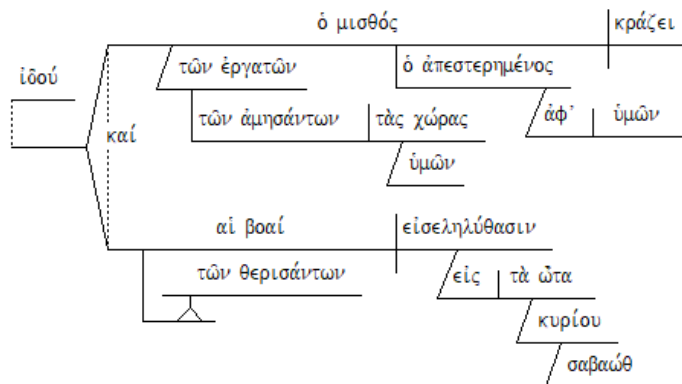 ὁ μισθός κράζει
ἰδού τῶν ἐργατῶν ὁ ἀπεστερημένος
καί τῶν ἀμησάντων τὰς χώρας ἀφ’ ὑμῶν
ὑμῶν
αἱ βοαί εἰσεληλύθασιν
τῶν θερισάντων εἰς τὰ ὦτα
κυρίου
σαβαώθ